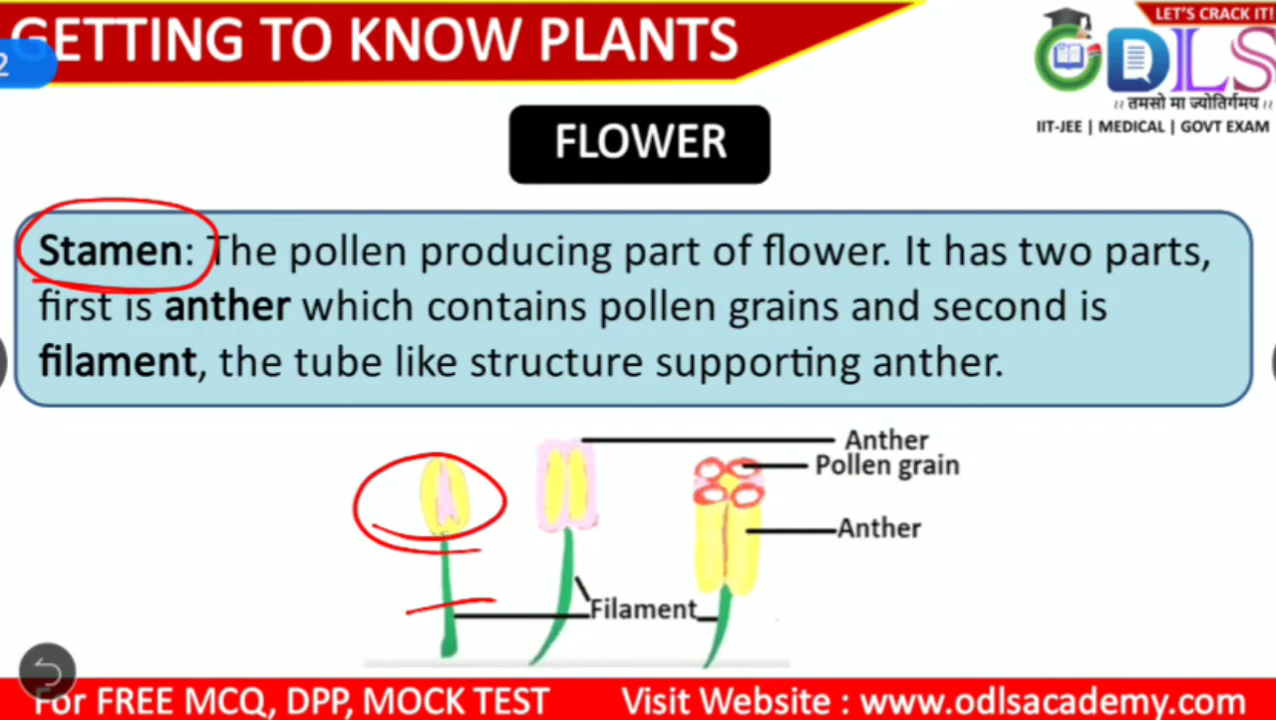 GETTING TO KNOW PLANTS
LET'S CRACK IT!
2
ODLS
।। तमसो मा ज्योतिर्गमय ।।
IIT-JEE | MEDICAL | GOVT EXAM
FLOWER
Stamen: The pollen producing part of flower. It has two parts,
first is anther which contains pollen grains and second is
filament, the tube like structure supporting anther.
Anther
Pollen grain
Anther
Filament
For FREE MCQ, DPP, MOCK TEST Visit Website : www.odlsacademy.com